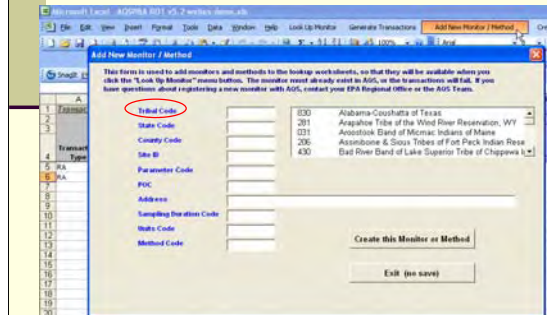 Microsoft Excel - AQSMBA RO1 v5.2 webex demo.xls
File Edit View Insert Format Tools Data Window Help Look Up Monitor Generate Transactions Add New Monitor / Method
100% Arial
Add New Monitor / Method
SnagIt
This form is used to add monitors and methods to the lookup worksheets, so that they will be available when you
click the "Look Up Monitor" menu button. The monitor must already exist in AQS, or the transactions will fail. If you
have questions about registering a new monitor with AQS, contact your EPA Regional Office or the AQS Team.
A
1 Transac
2
3
4 Transact
Type
5 RA
6 RA
7
8
9
10
11
12
13
14
15
16
17
18
19
20
Tribal Code
State Code
County Code
Site ID
Parameter Code
POC
Address
Sampling Duration Code
Units Code
Method Code
830 Alabama-Coushatta of Texas
281 Arapahoe Tribe of the Wind River Reservation, WY
031 Aroostook Band of Micmac Indians of Maine
206 Assiniboine & Sioux Tribes of Fort Peck Indian Rese
430 Bad River Band of Lake Superior Tribe of Chippewa I
Create this Monitor or Method
Exit (no save)